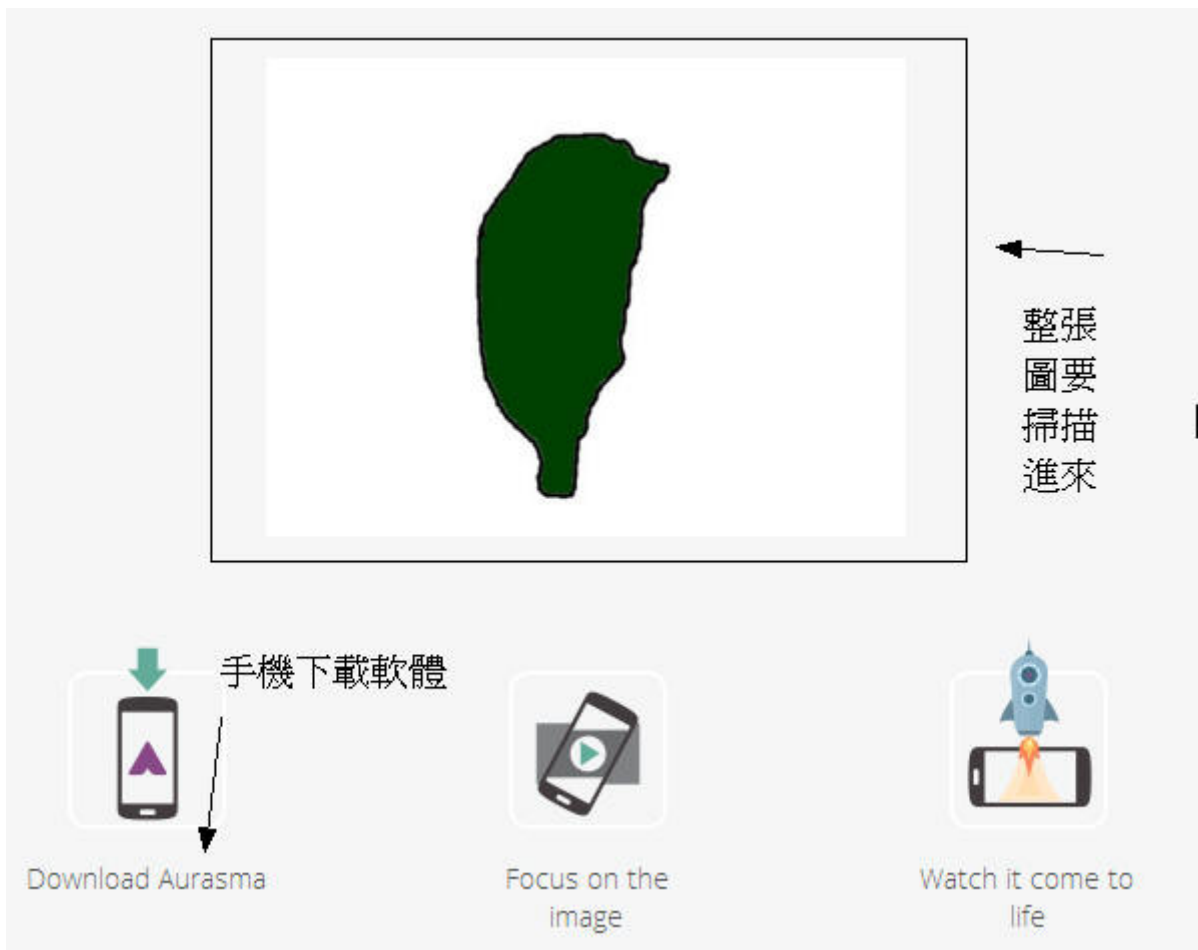 整張
圖要
掃描
進來
手機下載軟體
Download Aurasma
Focus on the
image
Watch it come to
life